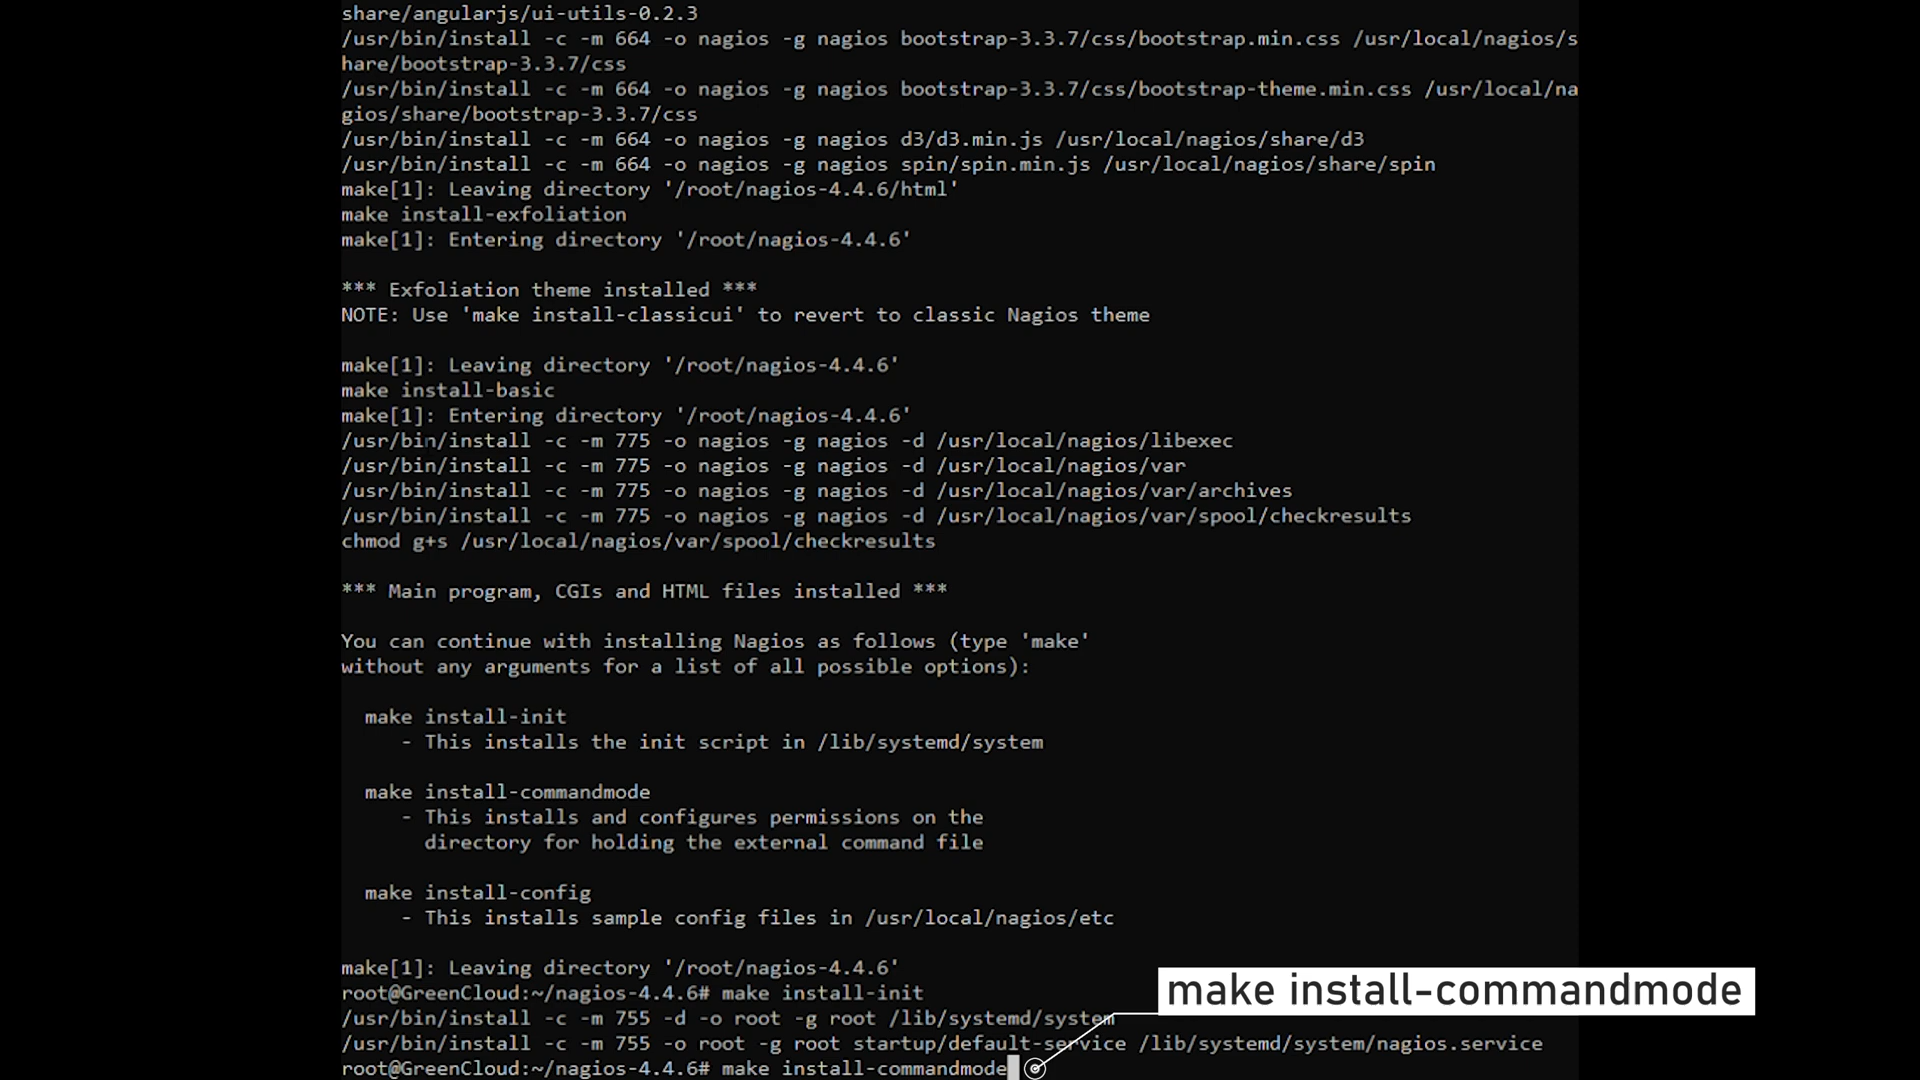 share/angularjs/ui-utils-0.2.3
/usr/bin/install -c -m 664 -o nagios -g nagios bootstrap-3.3.7/css/bootstrap.min.css /usr/local/nagios/s
hare/bootstrap-3.3.7/css
/usr/bin/install -c -m 664 -o nagios -g nagios bootstrap-3.3.7/css/bootstrap-theme.min.css /usr/local/na
gios/share/bootstrap-3.3.7/css
/usr/bin/install -c -m 664 -o nagios -g nagios d3/d3.min.js /usr/local/nagios/share/d3
/usr/bin/install -c -m 664 -o nagios -g nagios spin/spin.min.js /usr/local/nagios/share/spin
make[1]: Leaving directory '/root/nagios-4.4.6/html'
make install-exfoliation
make[1]: Entering directory '/root/nagios-4.4.6'

*** Exfoliation theme installed ***
NOTE: Use 'make install-classicui' to revert to classic Nagios theme

make[1]: Leaving directory '/root/nagios-4.4.6'
make install-basic
make[1]: Entering directory '/root/nagios-4.4.6'
/usr/bin/install -c -m 775 -o nagios -g nagios -d /usr/local/nagios/libexec
/usr/bin/install -c -m 775 -o nagios -g nagios -d /usr/local/nagios/var
/usr/bin/install -c -m 775 -o nagios -g nagios -d /usr/local/nagios/var/archives
/usr/bin/install -c -m 775 -o nagios -g nagios -d /usr/local/nagios/var/spool/checkresults
chmod g+s /usr/local/nagios/var/spool/checkresults

*** Main program, CGIs and HTML files installed ***

You can continue with installing Nagios as follows (type 'make'
without any arguments for a list of all possible options):

  make install-init
     - This installs the init script in /lib/systemd/system

  make install-commandmode
     - This installs and configures permissions on the
       directory for holding the external command file

  make install-config
     - This installs sample config files in /usr/local/nagios/etc

make[1]: Leaving directory '/root/nagios-4.4.6'
root@GreenCloud:~/nagios-4.4.6# make install-init
/usr/bin/install -c -m 755 -d -o root -g root /lib/systemd/system
/usr/bin/install -c -m 755 -o root -g root startup/default-service /lib/systemd/system/nagios.service
root@GreenCloud:~/nagios-4.4.6# make install-commandmode
make install-commandmode